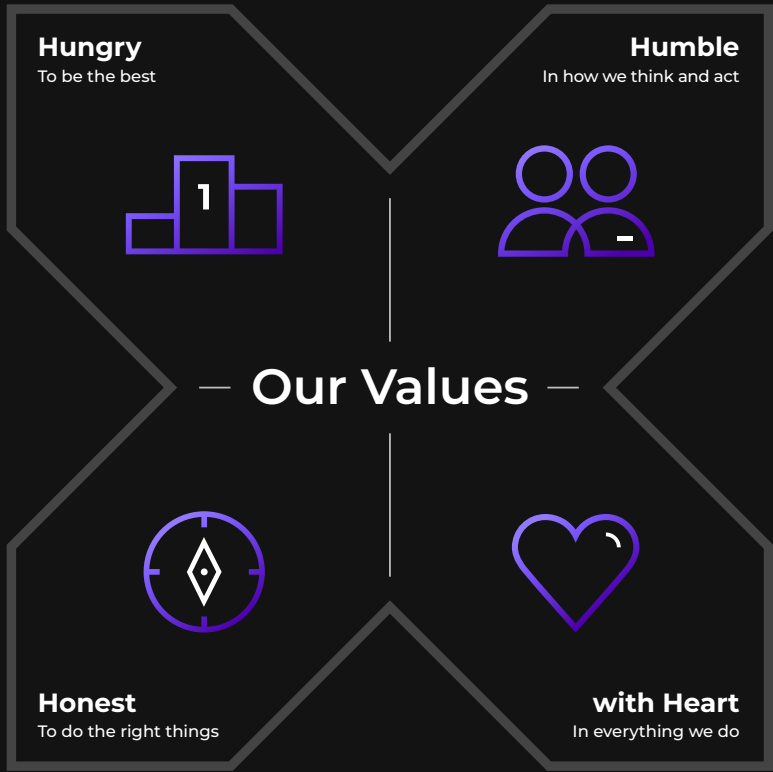 Hungry
To be the best
Humble
In how we think and act
1
Our Values
Honest
To do the right things
with Heart
In everything we do